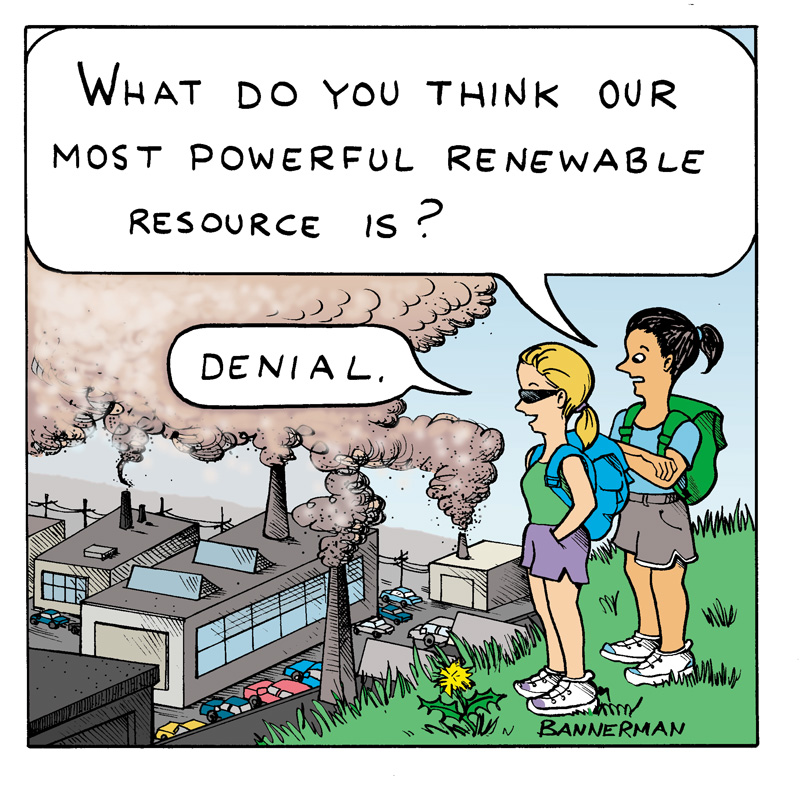 WHAT DO YOU THINK OUR
MOST POWERFUL RENEWABLE
RESOURCE IS?
DENIAL.
BANNERMAN